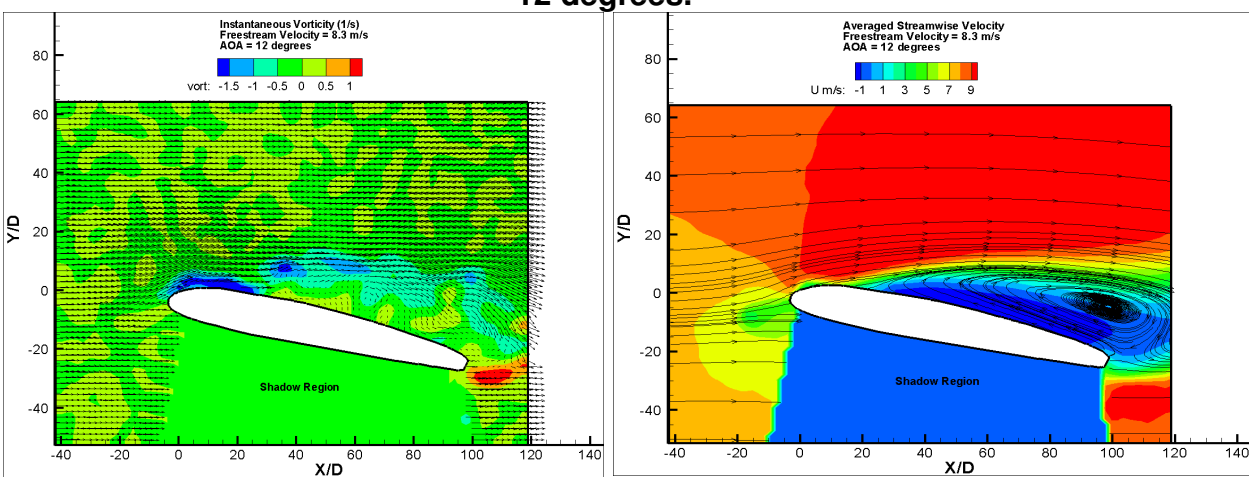 12 degrees.
Instantaneous Vorticity (1/s)
Freestream Velocity = 8.3 m/s
AOA = 12 degrees
vort: -1.5 -1 -0.5 0 0.5 1
80
60
40
20
0
-20
-40
Y/D
Shadow Region
-40 -20 0 20 40 60 80 100 120 140
X/D
Averaged Streamwise Velocity
Freestream Velocity = 8.3 m/s
AOA = 12 degrees
U m/s: -1 1 3 5 7 9
60
40
20
0
-20
-40
Y/D
Shadow Region
-40 -20 0 20 40 60 80 100 120 140
X/D